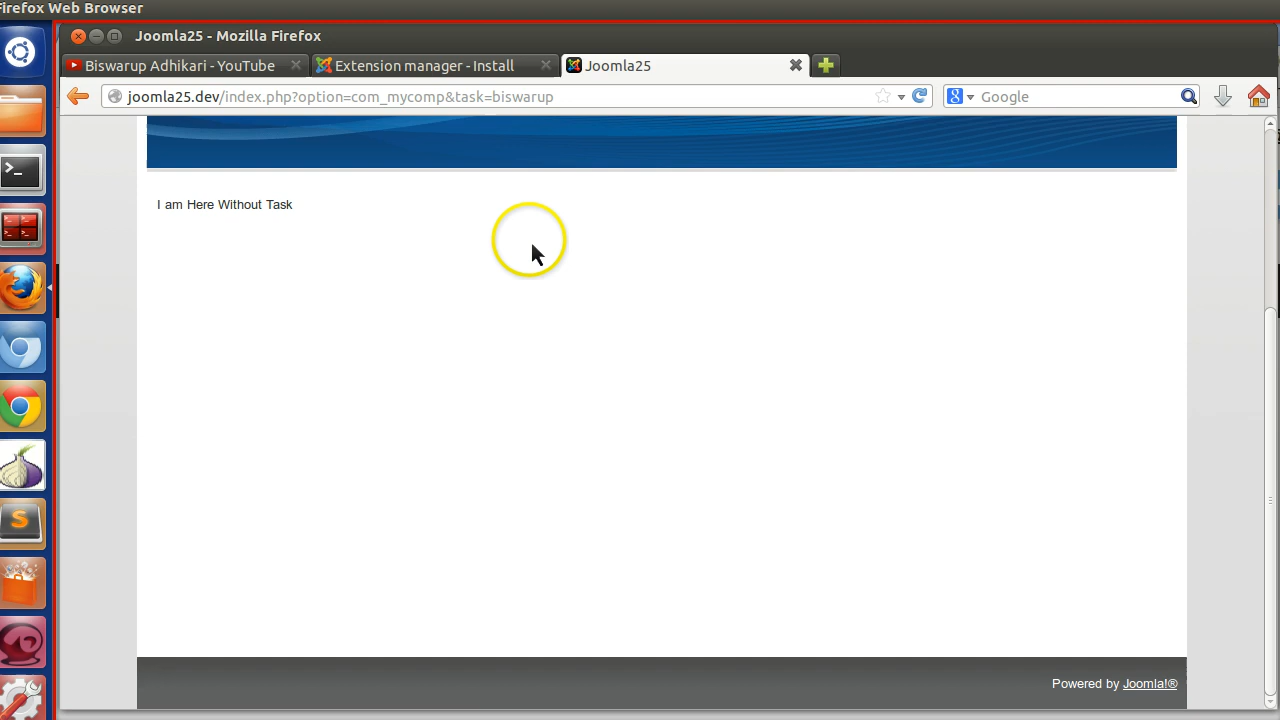 Firefox Web Browser
Joomla25 - Mozilla Firefox
Biswarup Adhikari - YouTube
Extension manager - Install
Joomla25
joomla25.dev/index.php?option=com_mycomp&task=biswarup
8
Google
I am Here Without Task
>_
S
Powered by Joomla!®